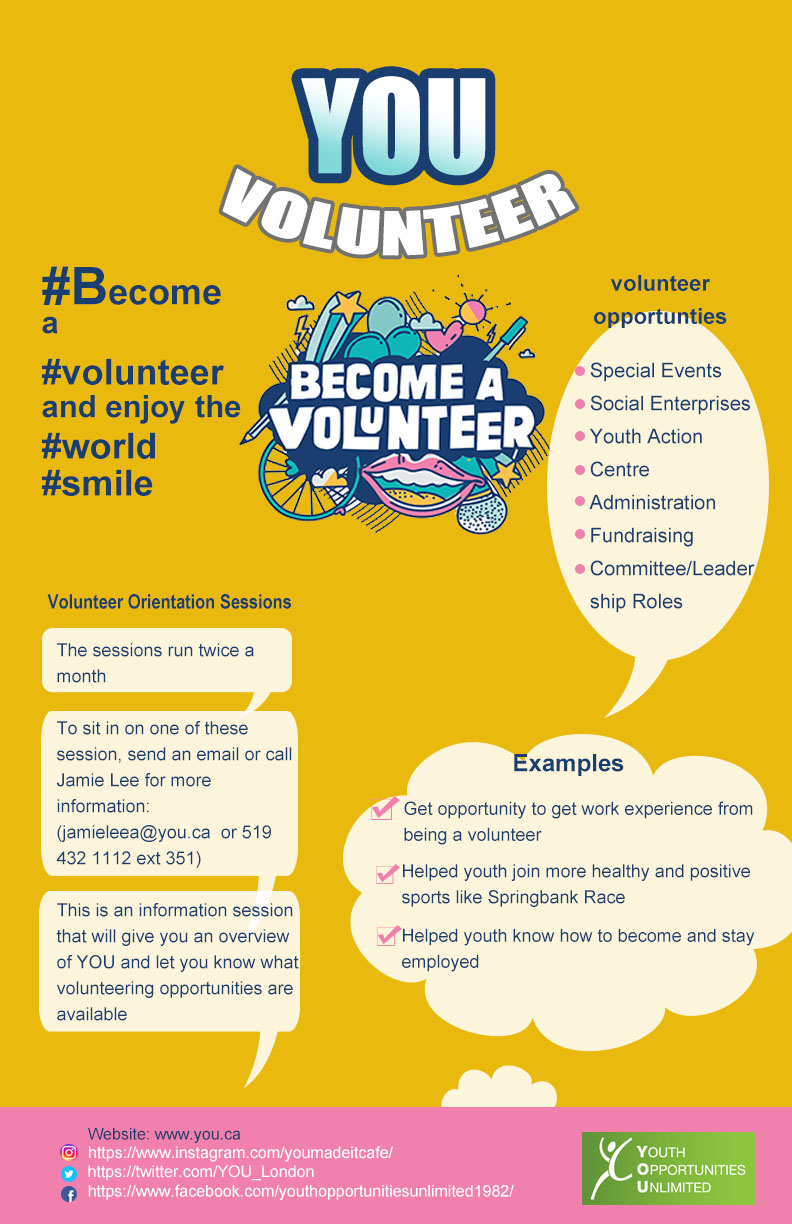 YOU
VOLUNTEER
#Become
a
#volunteer
and enjoy the
#world
#smile
BECOME A
VOLUNTEER
volunteer
opportunties
Special Events
Social Enterprises
Youth Action
Centre
Administration
Fundraising
Committee/Leader
ship Roles
Volunteer Orientation Sessions
The sessions run twice a
month
To sit in on one of these
session, send an email or call
Jamie Lee for more
information:
(jamieleea@you.ca or 519
432 1112 ext 351)
This is an information session
that will give you an overview
of YOU and let you know what
volunteering opportunities are
available
Examples
Get opportunity to get work experience from
being a volunteer
Helped youth join more healthy and positive
sports like Springbank Race
Helped youth know how to become and stay
employed
Website: www.you.ca
https://www.instagram.com/youmadeitcafe/
https://twitter.com/YOU_London
https://www.facebook.com/youthopportunitiesunlimited1982/
YOUTH
OPPORTUNITIES
UNLIMITED